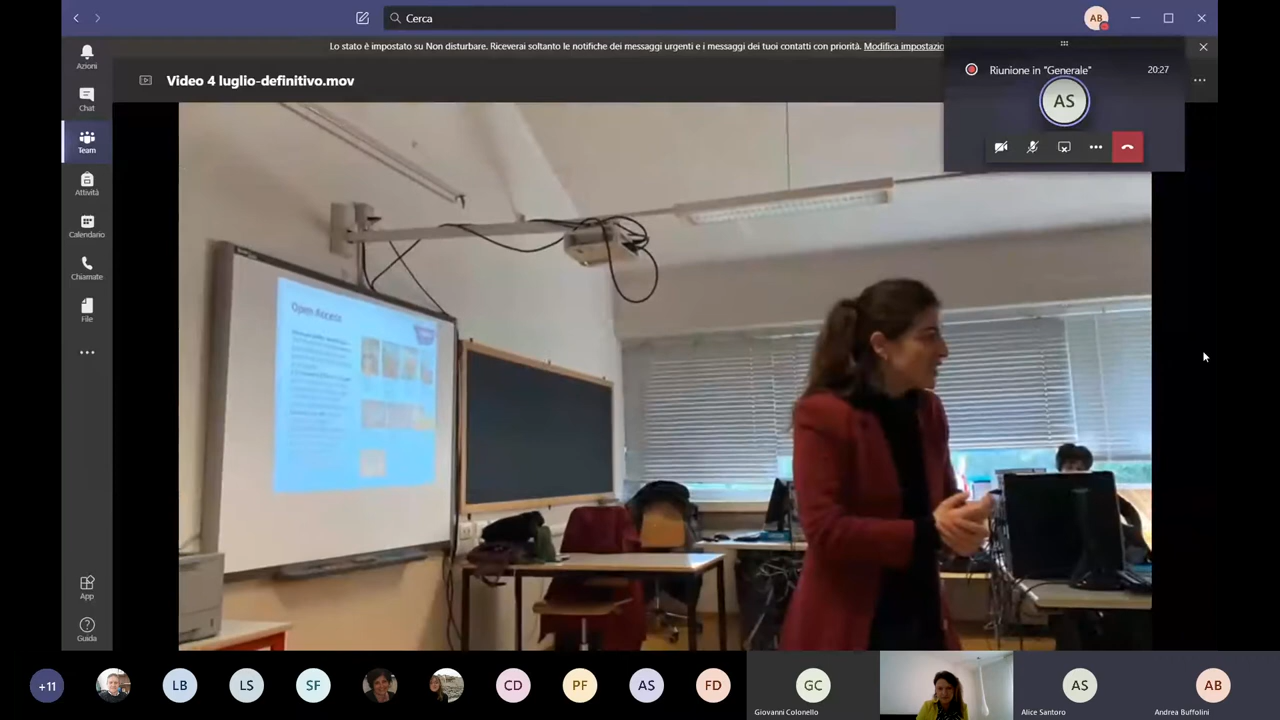 Cerca
AB
Lo stato è impostato su Non disturbare. Riceverai soltanto le notifiche dei messaggi urgenti e i messaggi dei tuoi contatti con priorità. Modifica impostazio
Azioni
Chat
Team
Attività
Calendario
Chiamate
File
App
Guida
Video 4 luglio-definitivo.mov
Riunione in "Generale"
20:27
AS
Open Access
+11
LB
LS
SF
CD
PF
AS
FD
GC
Giovanni Colonello
AS
Alice Santoro
AB
Andrea Buffolini